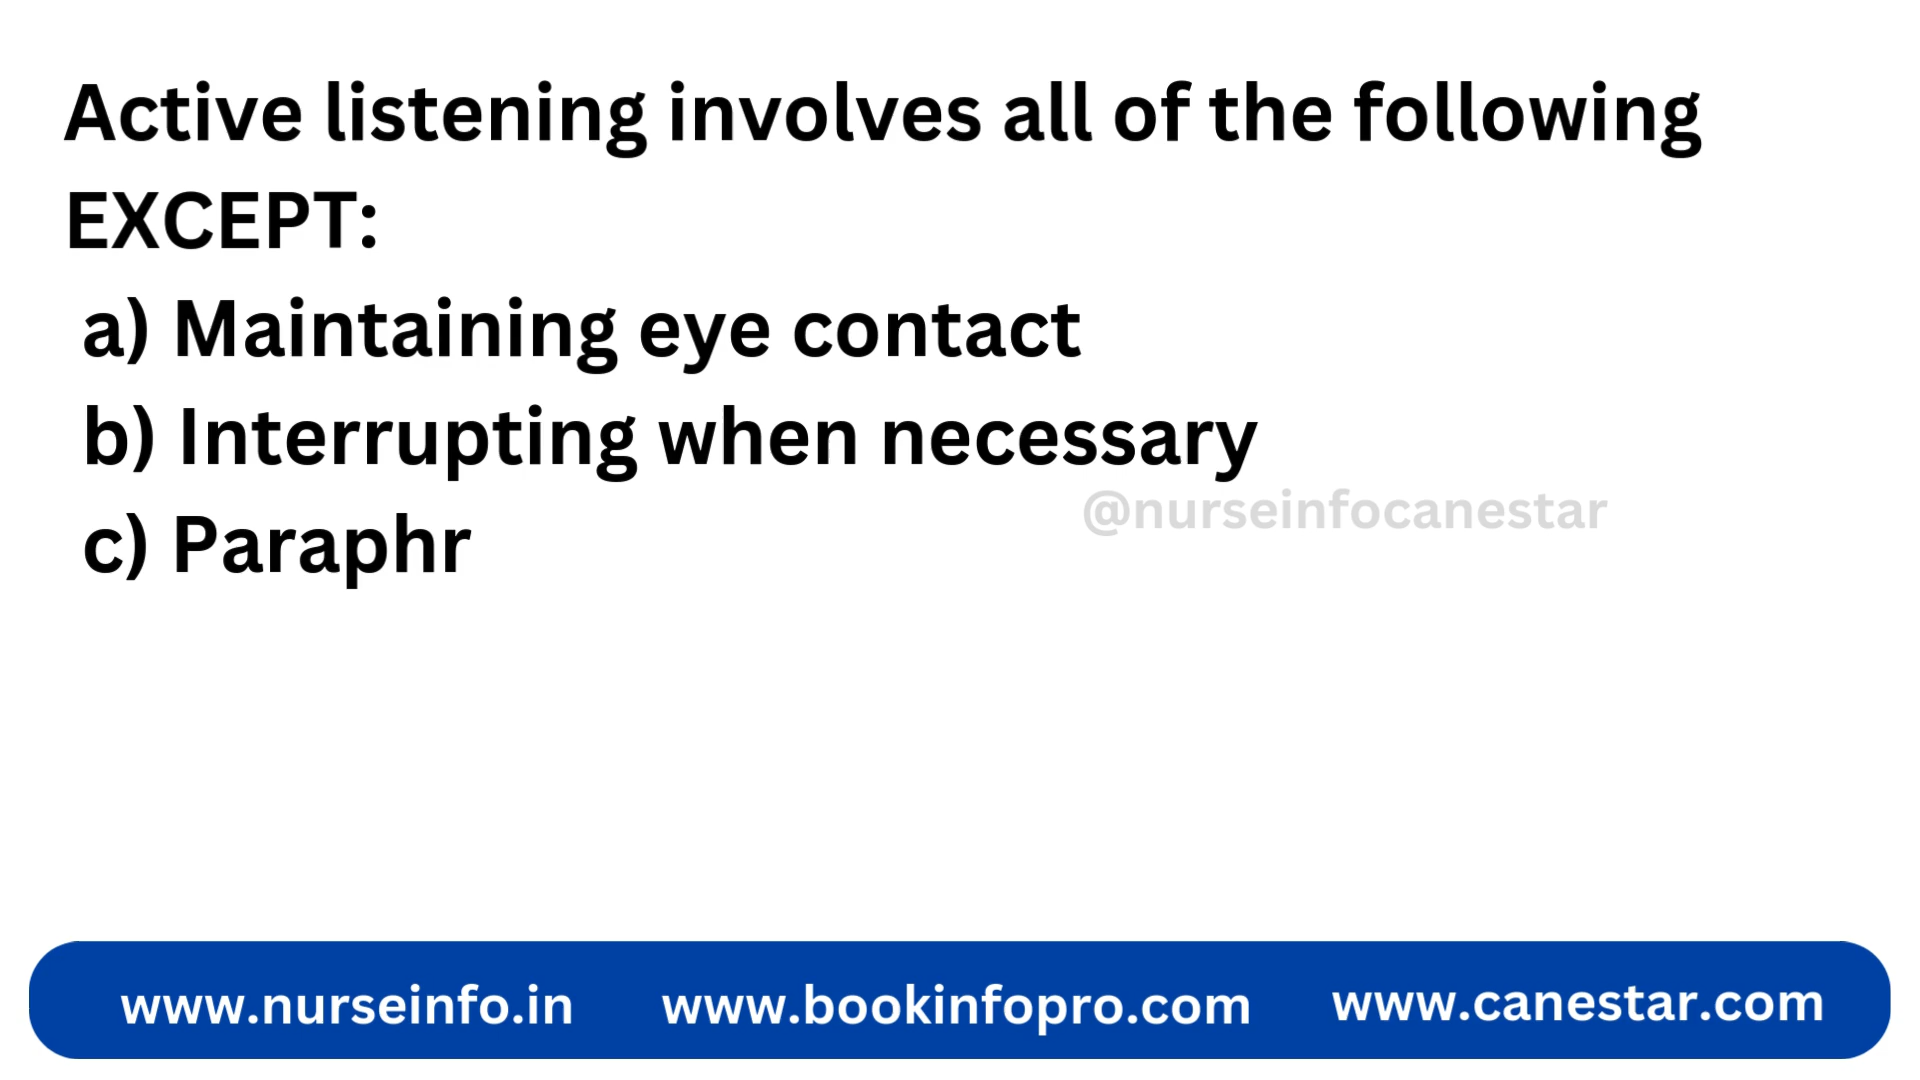 Active listening involves all of the following
EXCEPT:
a) Maintaining eye contact
b) Interrupting when necessary
@nurseinfocanestar
c) Paraphr
www.nurseinfo.in www.bookinfopro.com www.canestar.com